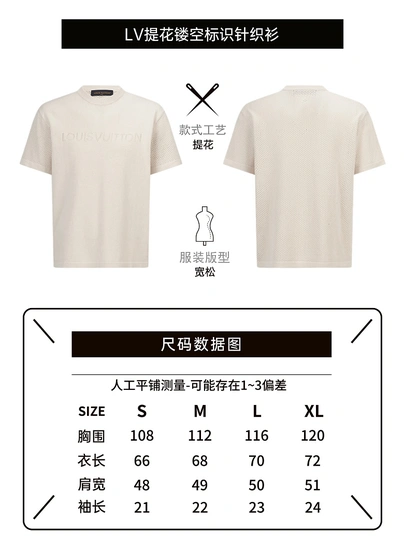 LV提花镂空标识针织衫
LOUIS VUITTON
款式工艺
提花
服装版型
宽松
尺码数据图
人工平铺测量-可能存在1~3偏差
SIZE S M L XL
胸围 108 112 116 120
衣长 66 68 70 72
肩宽 48 49 50 51
袖长 21 22 23 24